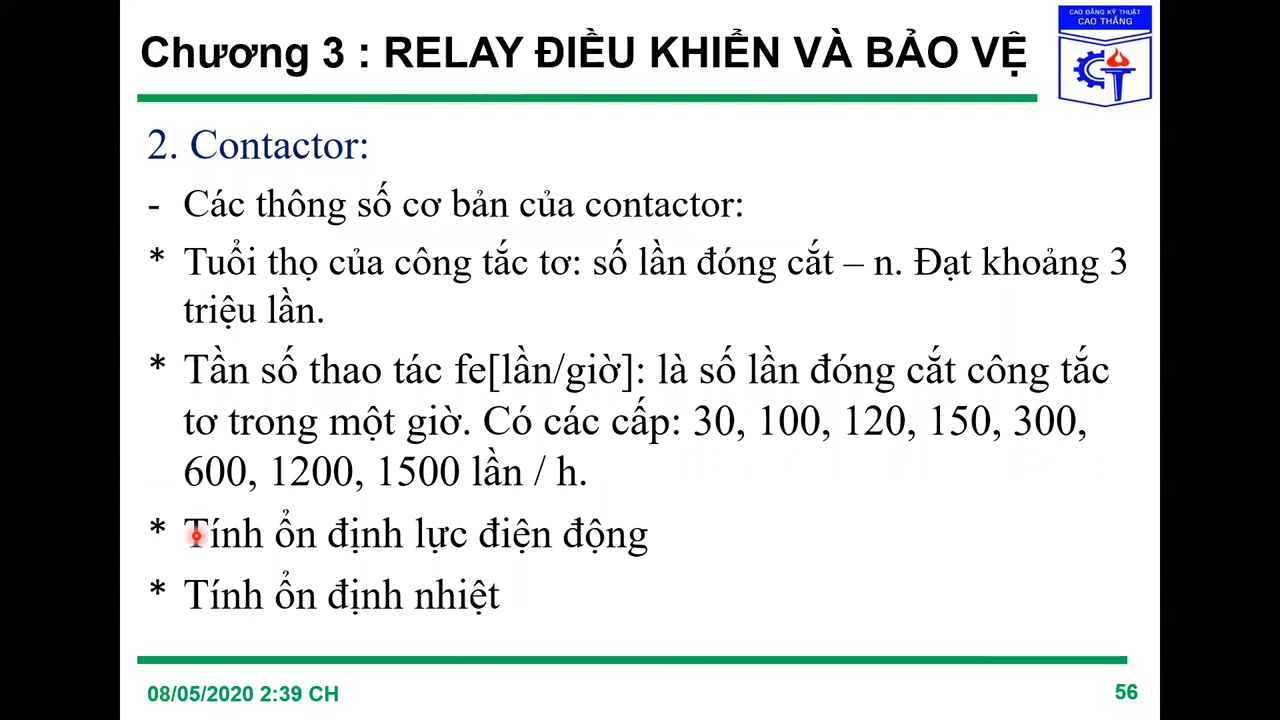 CAO ĐẲNG KỸ THUẬT
CAO THẮNG
Chương 3 : RELAY ĐIỀU KHIỂN VÀ BẢO VỆ
2. Contactor:
- Các thông số cơ bản của contactor:
* Tuổi thọ của công tắc tơ: số lần đóng cắt – n. Đạt khoảng 3
triệu lần.
* Tần số thao tác fe[lần/giờ]: là số lần đóng cắt công tắc
tơ trong một giờ. Có các cấp: 30, 100, 120, 150, 300,
600, 1200, 1500 lần / h.
* Tính ổn định lực điện động
* Tính ổn định nhiệt
08/05/2020 2:39 CH
56